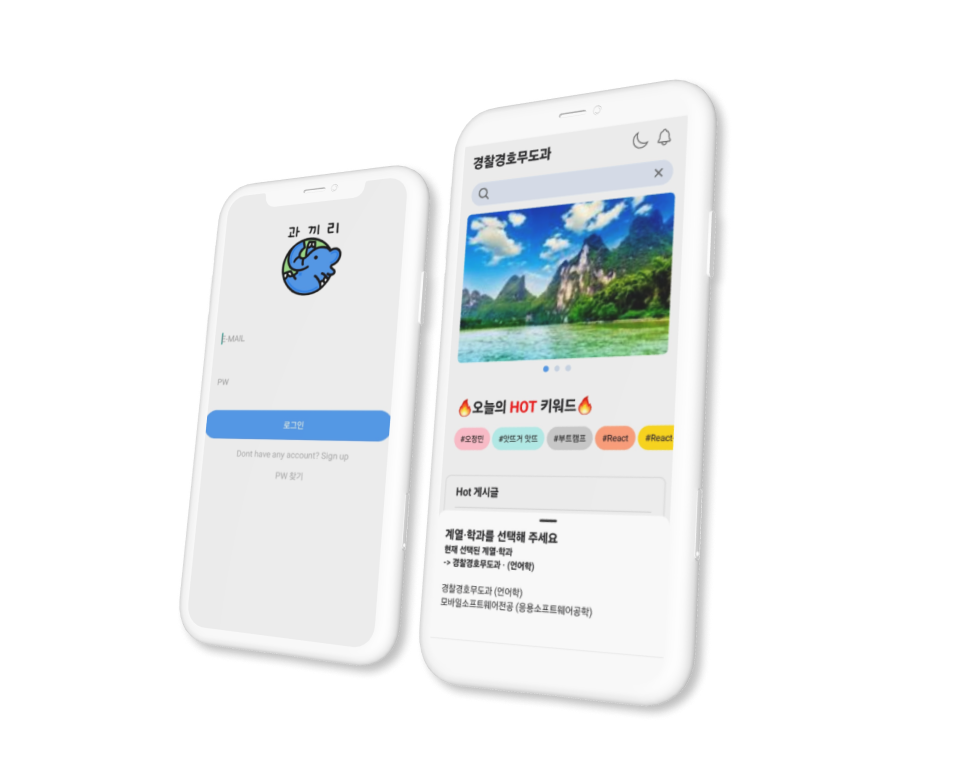 과 끼 리
E-MAIL
PW
로그인
Dont have any account? Sign up
PW 찾기
경찰경호무도과
오늘의 HOT 키워드
#오정민
#맛뜨거 맛뜨
#부트캠프
#React
#React
Hot 게시글
계열·학과를 선택해 주세요
현재 선택된 계열·학과
-> 경찰경호무도과 · (언어학)
경찰경호무도과 (언어학)
모바일소프트웨어전공 (응용소프트웨어공학)